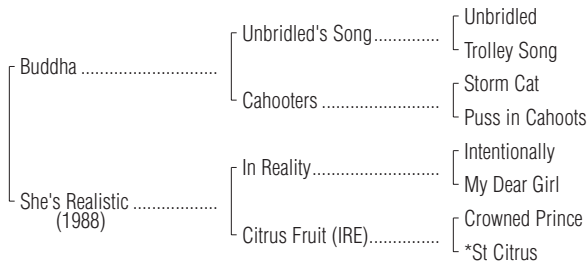 Unbridled
Unbridled's Song..............
Trolley Song
Buddha .............................
Storm Cat
Cahooters .........................
Puss in Cahoots
Intentionally
In Reality...........................
My Dear Girl
She's Realistic .................
(1988)
Crowned Prince
Citrus Fruit (IRE)...............
*St Citrus